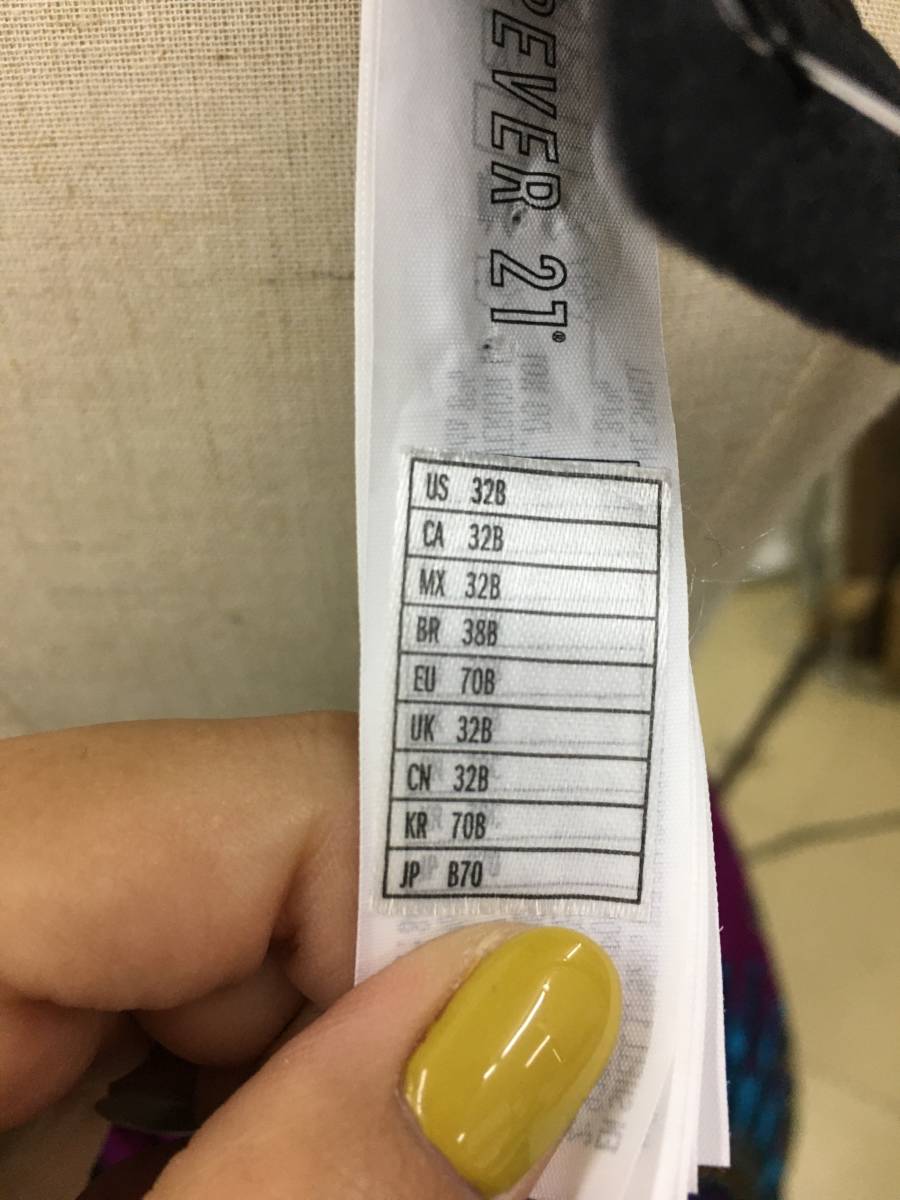 REVER 21®
US 32B
CA 32B
MX 32B
BR 38B
EU 70B
UK 32B
CN 32B
KR 70B
JP B70